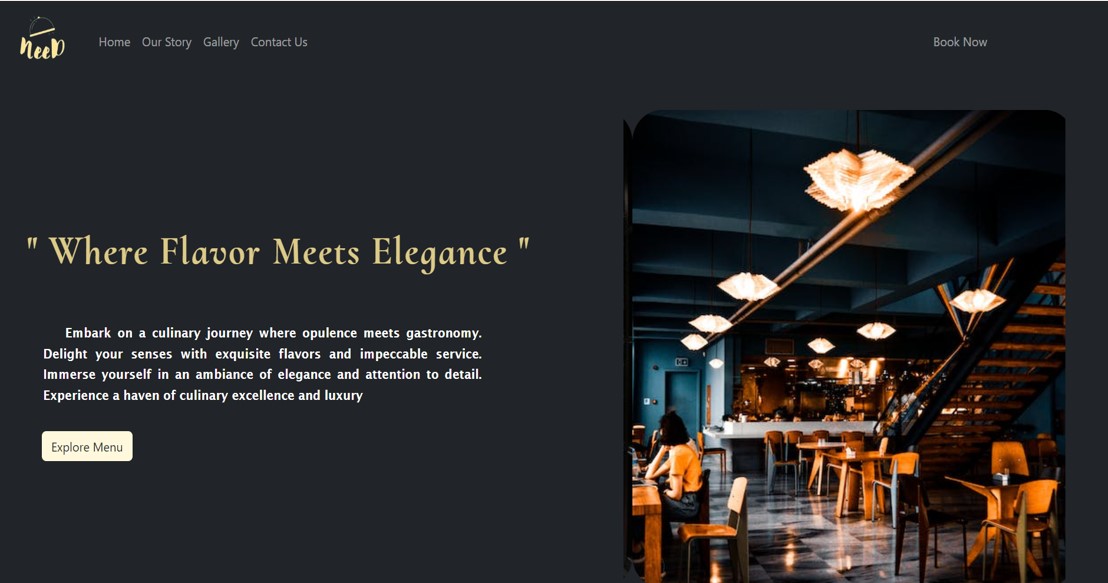 NeeD
Home Our Story Gallery Contact Us Book Now
" Where Flavor Meets Elegance "
Embark on a culinary journey where opulence meets gastronomy.
Delight your senses with exquisite flavors and impeccable service.
Immerse yourself in an ambiance of elegance and attention to detail.
Experience a haven of culinary excellence and luxury
Explore Menu